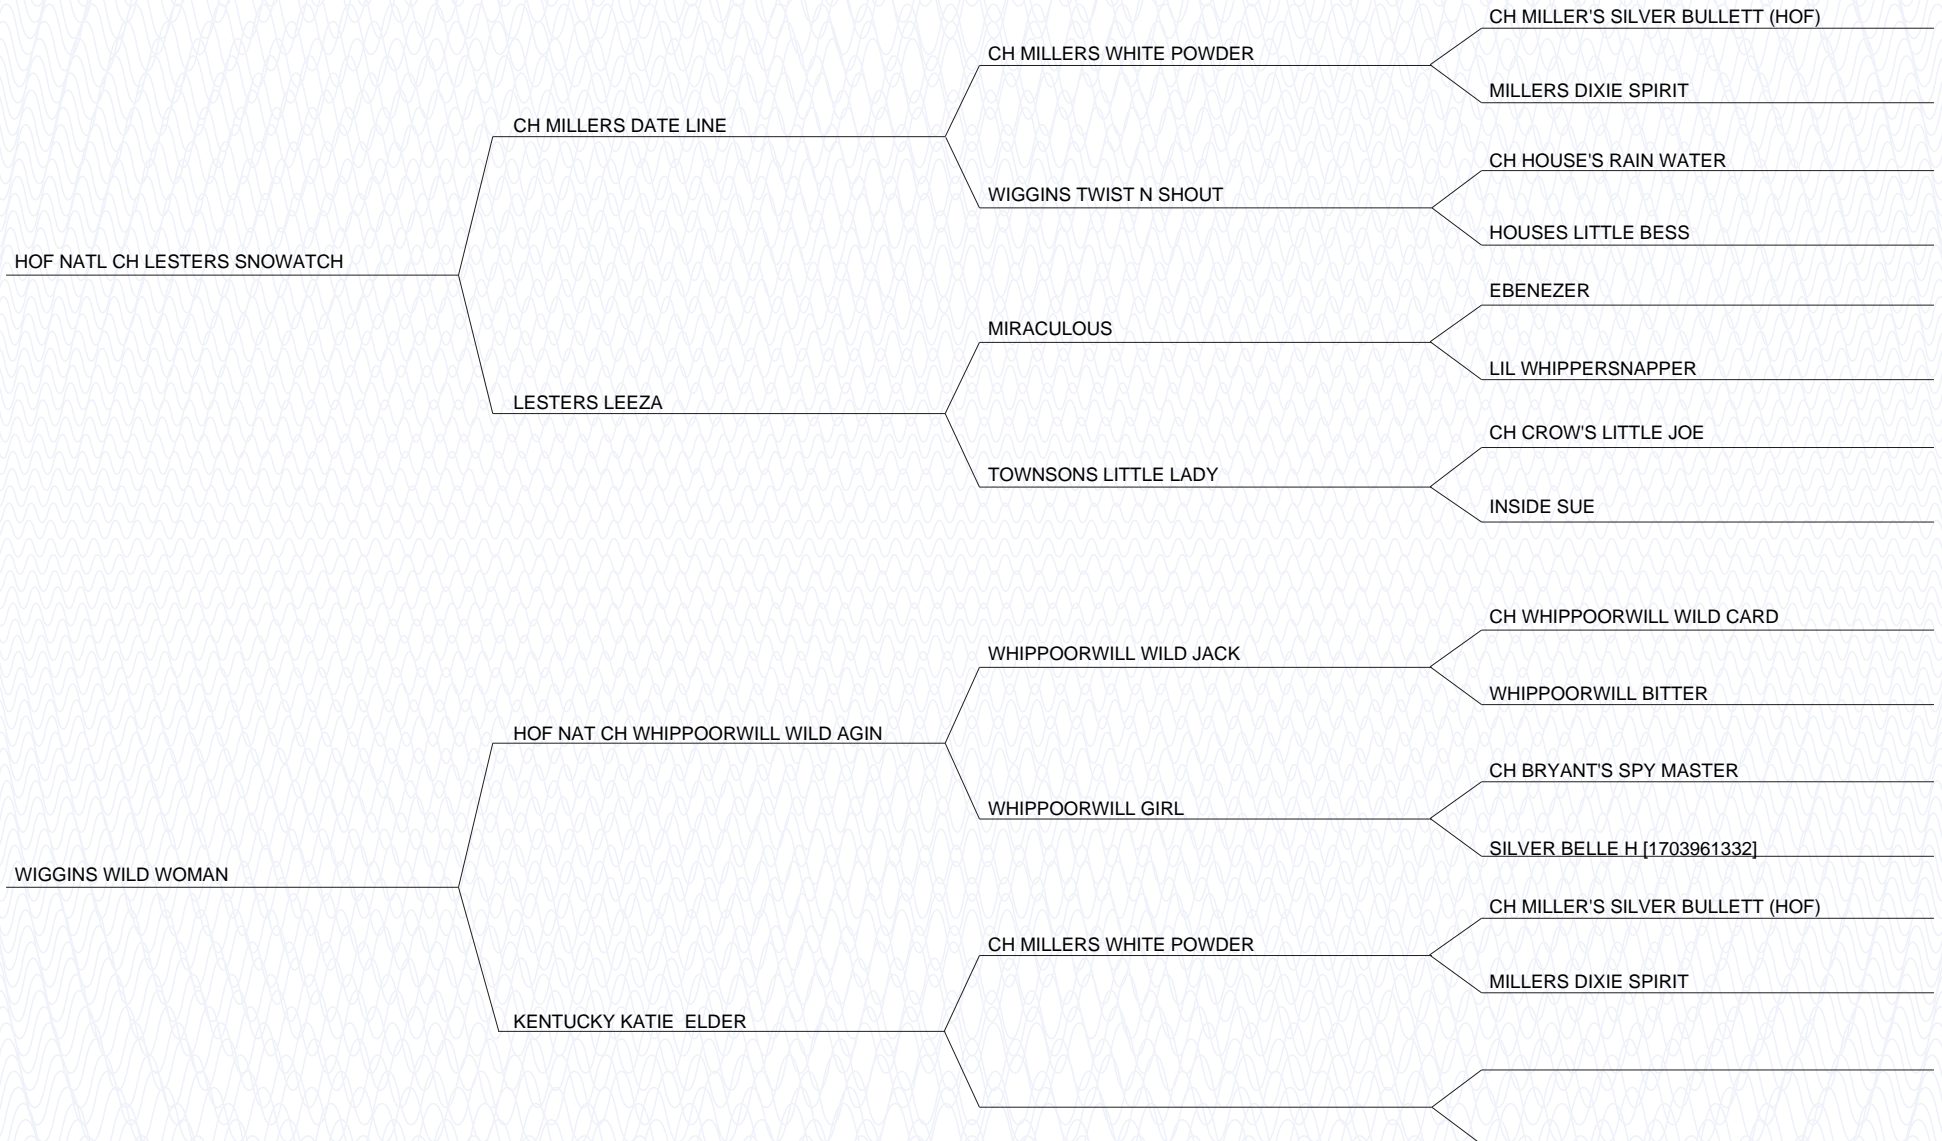 CH MILLER'S SILVER BULLETT (HOF)
CH MILLERS WHITE POWDER
MILLERS DIXIE SPIRIT
CH MILLERS DATE LINE
CH HOUSE'S RAIN WATER
WIGGINS TWIST N SHOUT
HOUSES LITTLE BESS
HOF NATL CH LESTERS SNOWATCH
EBENEZER
MIRACULOUS
LIL WHIPPERSNAPPER
LESTERS LEEZA
CH CROW'S LITTLE JOE
TOWNSONS LITTLE LADY
INSIDE SUE
CH WHIPPOORWILL WILD CARD
WHIPPOORWILL WILD JACK
WHIPPOORWILL BITTER
HOF NAT CH WHIPPOORWILL WILD AGIN
CH BRYANT'S SPY MASTER
WHIPPOORWILL GIRL
SILVER BELLE H [1703961332]
WIGGINS WILD WOMAN
CH MILLER'S SILVER BULLETT (HOF)
CH MILLERS WHITE POWDER
MILLERS DIXIE SPIRIT
KENTUCKY KATIE  ELDER